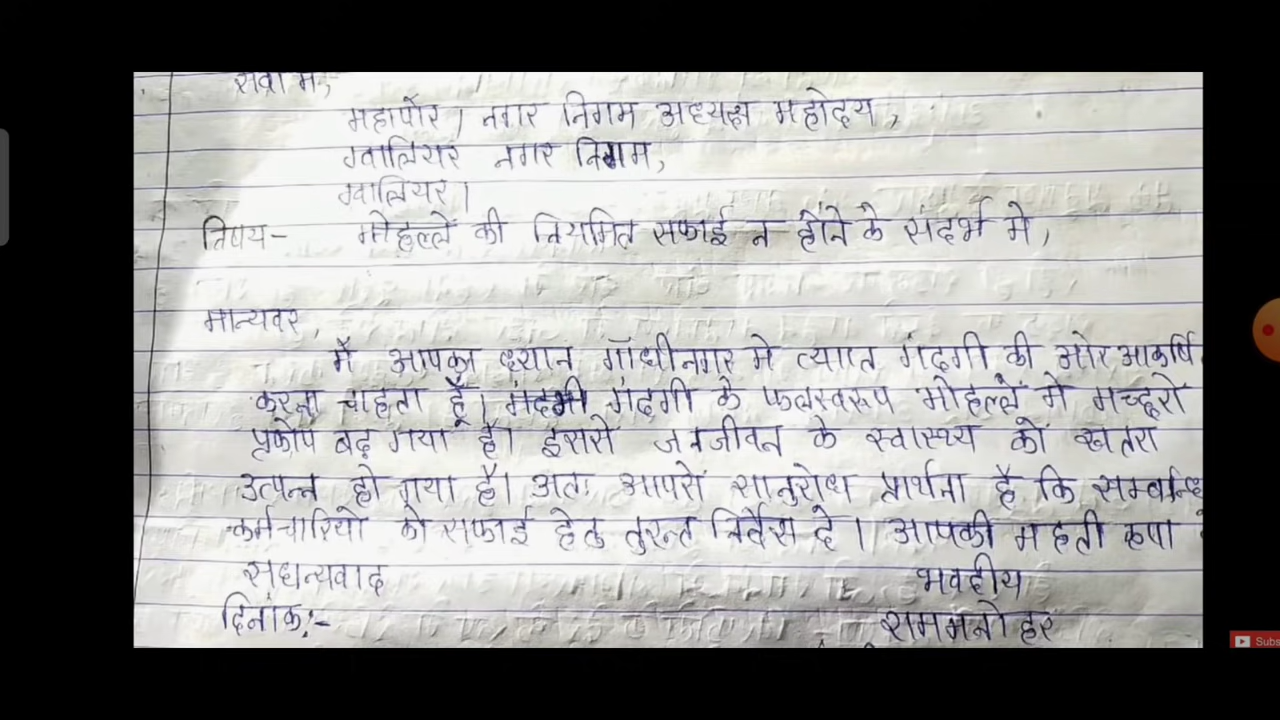 सेवा में,
महापौर / नगर निगम अध्यक्ष महोदय,
ग्वालियर नगर निगम,
ग्वालियर।
विषय- मोहल्ले की नियमित सफाई न होंने के संदर्भ मे,
मान्यवर,
मै आपका ध्यान गाँधीनगर मे व्याप्त गंदगी की ओर आकर्षि
करना चाहता हूँ। गंदगी के फलस्वरूप मोहल्ले मे मच्छरों
प्रकोप बढ़ गया है। इससे जनजीवन के स्वास्थ्य को खतरा
उत्पन्न हो गया है। अतः आपसे सानुरोध प्रार्थना है कि सम्बन्धि
कर्मचारियो को सफाई हेतु तुरन्त निर्देस दे। आपकी महती कृपा
सधन्यवाद भवदीय
दिनांक:- राममनोहर
Subs